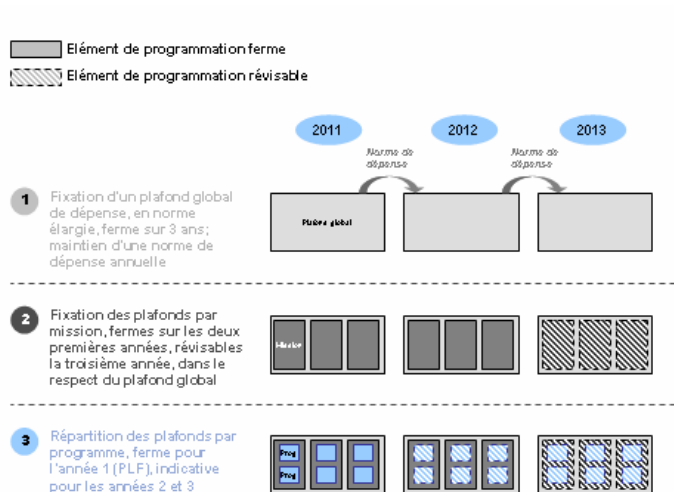 Elément de programmation ferme
Elément de programmation révisable
2011
2012
2013
Norme de
dépense
Norme de
dépense
1
Fixation d'un plafond global
de dépense, en norme
élargie, ferme sur 3 ans;
maintien d'une norme de
dépense annuelle
Plafond global
2
Fixation des plafonds par
mission, fermes sur les deux
premières années, révisables
la troisième année, dans le
respect du plafond global
Mission
3
Répartition des plafonds par
programme, ferme pour
l'année 1 (PLF), indicative
pour les années 2 et 3
Prog
Prog